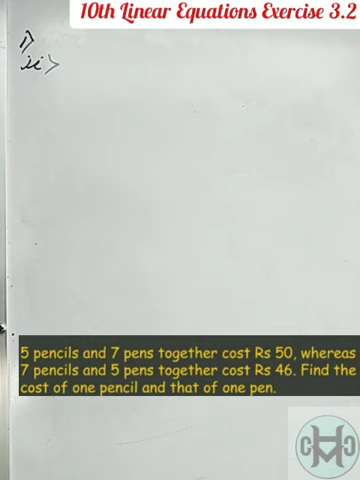 10th Linear Equations Exercise 3.2
i)
ii)
5 pencils and 7 pens together cost Rs 50, whereas
7 pencils and 5 pens together cost Rs 46. Find the
cost of one pencil and that of one pen.